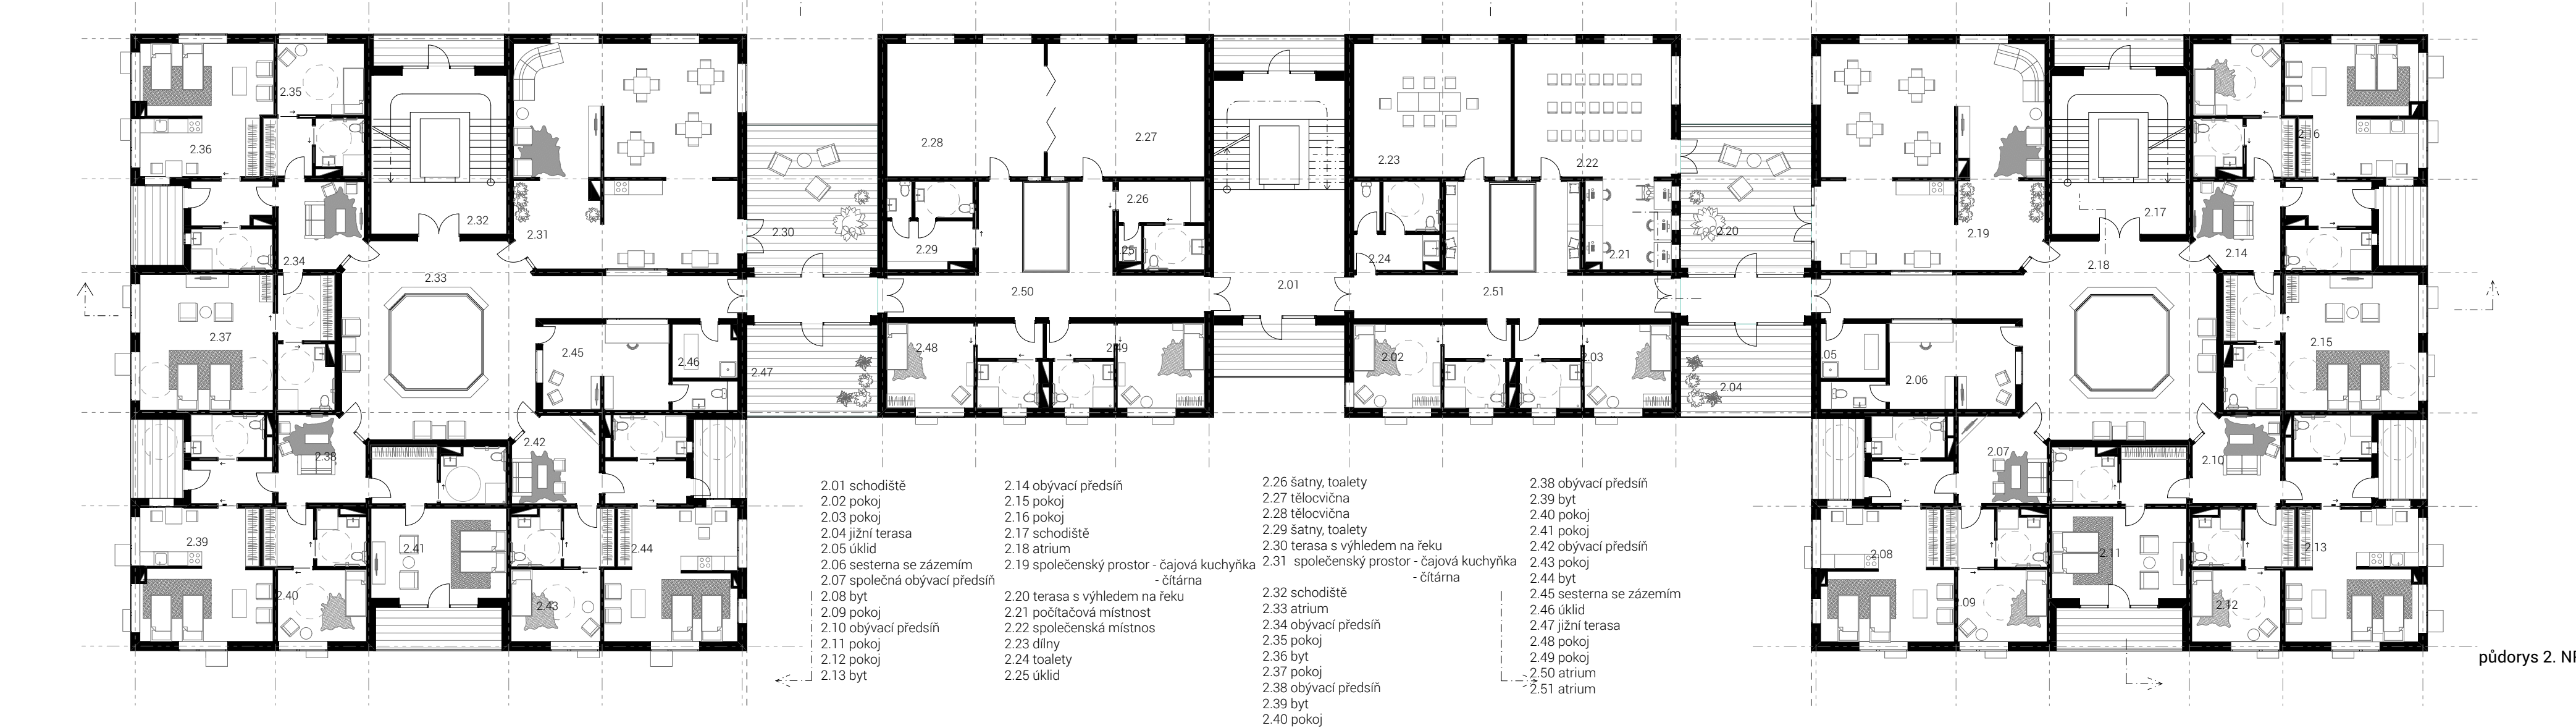 2.36
2.35
2.32
2.31
2.30
2.28
2.27
2.29
2.26
2.25
2.01
2.23
2.22
2.24
2.21
2.20
2.19
2.17
2.18
2.14
2.16
2.34
2.33
2.37
2.45
2.46
2.47
2.50
2.48
2.49
2.51
2.02
2.03
2.04
.05
2.06
2.15
2.38
2.42
2.39
2.41
2.40
2.43
2.44
2.07
2.10
2.08
.09
2.11
2.12
2.13
2.01 schodiště
2.02 pokoj
2.03 pokoj
2.04 jižní terasa
2.05 úklid
2.06 sesterna se zázemím
2.07 společná obývací předsíň
2.08 byt
2.09 pokoj
2.10 obývací předsíň
2.11 pokoj
2.12 pokoj
2.13 byt
2.14 obývací předsíň
2.15 pokoj
2.16 pokoj
2.17 schodiště
2.18 atrium
2.19 společenský prostor - čajová kuchyňka
- čítárna
2.20 terasa s výhledem na řeku
2.21 počítačová místnost
2.22 společenská místnos
2.23 dílny
2.24 toalety
2.25 úklid
2.26 šatny, toalety
2.27 tělocvična
2.28 tělocvična
2.29 šatny, toalety
2.30 terasa s výhledem na řeku
2.31 společenský prostor - čajová kuchyňka
- čítárna
2.32 schodiště
2.33 atrium
2.34 obývací předsíň
2.35 pokoj
2.36 byt
2.37 pokoj
2.38 obývací předsíň
2.39 byt
2.40 pokoj
2.38 obývací předsíň
2.39 byt
2.40 pokoj
2.41 pokoj
2.42 obývací předsíň
2.43 pokoj
2.44 byt
2.45 sesterna se zázemím
2.46 úklid
2.47 jižní terasa
2.48 pokoj
2.49 pokoj
2.50 atrium
2.51 atrium
půdorys 2. NP